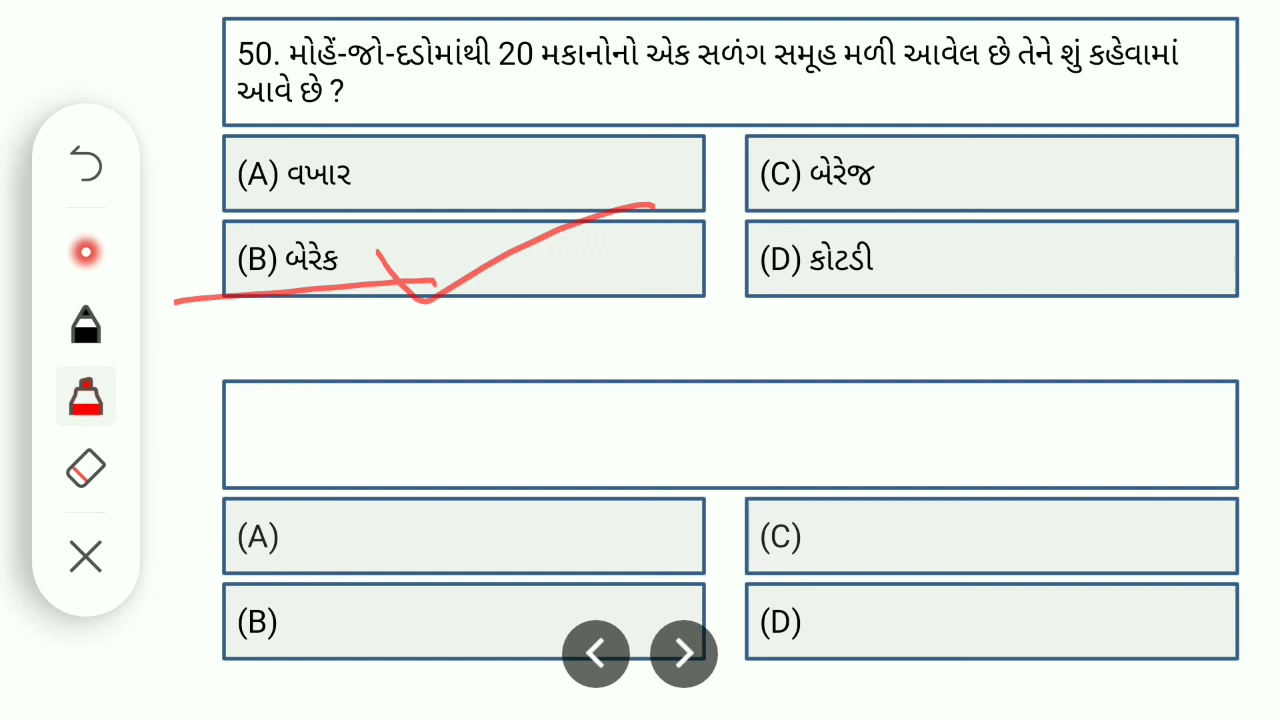 50. મોહેં-જો-દડોમાંથી 20 મકાનોનો એક સળંગ સમૂહ મળી આવેલ છે તેને શું કહેવામાં
આવે છે ?
(A) વખાર
(C) બેરેજ
(B) બેરેક
(D) કોટડી
(A)
(C)
(B)
(D)